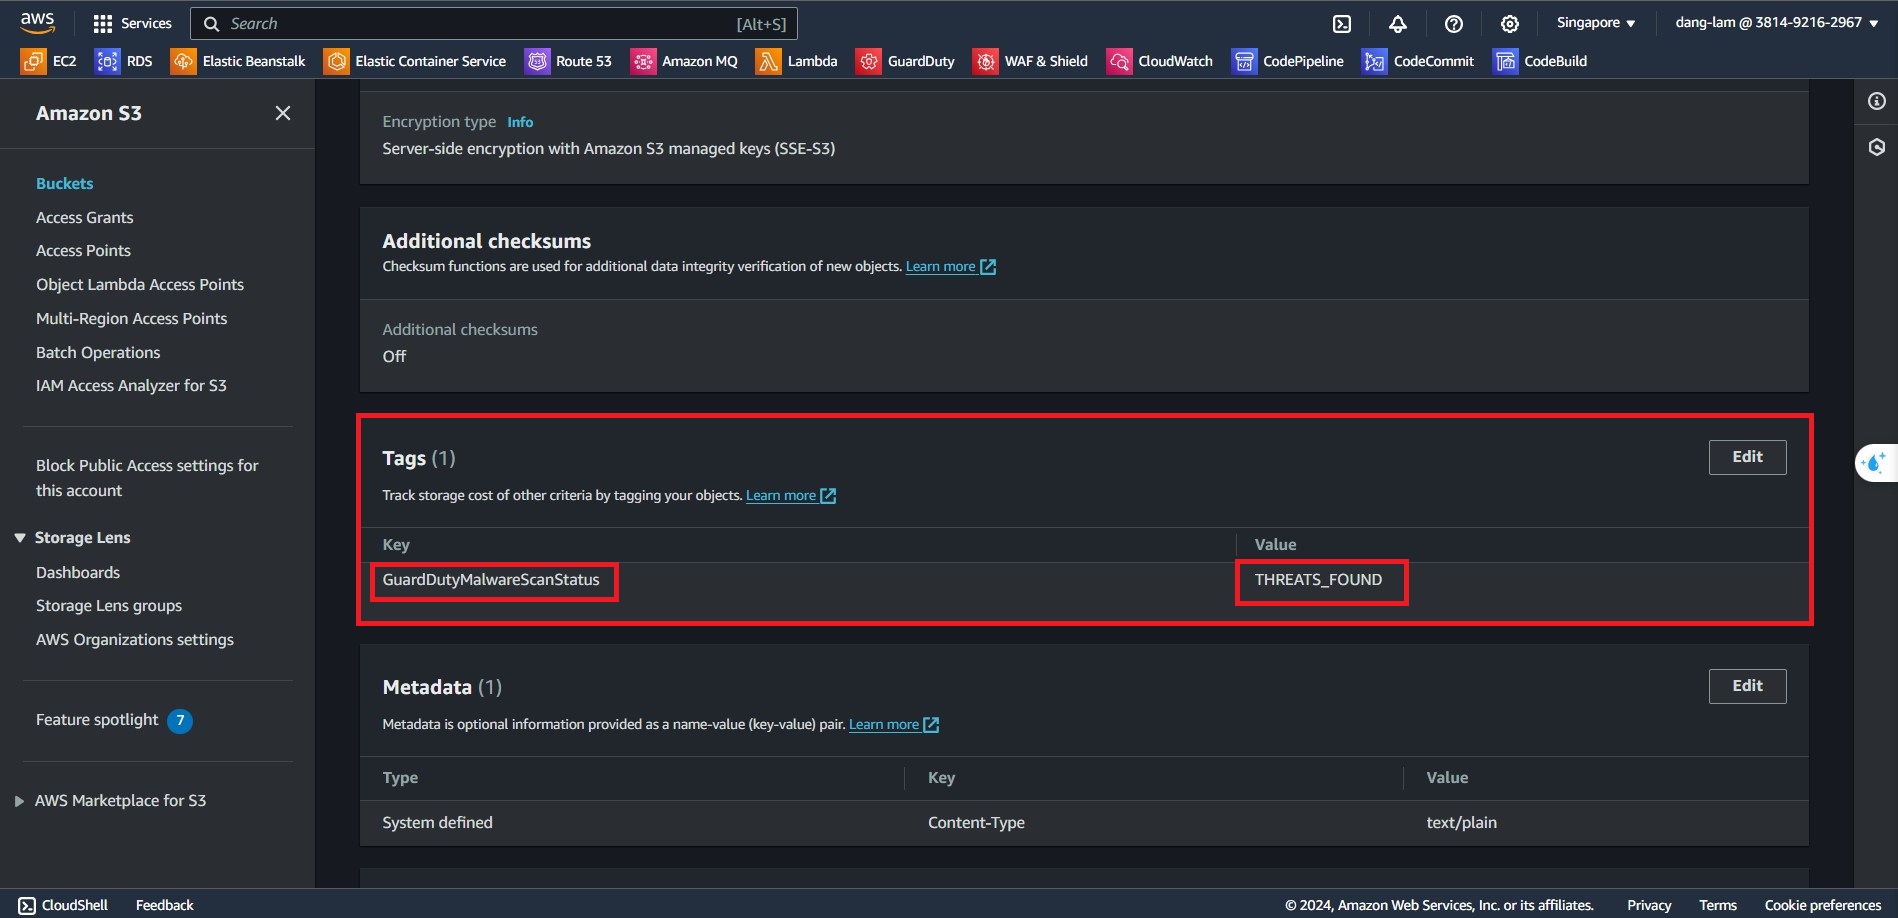 aws
Services
Search
[Alt+S]
Singapore
dang-lam @ 3814-9216-2967
EC2
RDS
Elastic Beanstalk
Elastic Container Service
Route 53
Amazon MQ
Lambda
GuardDuty
WAF & Shield
CloudWatch
CodePipeline
CodeCommit
CodeBuild
Amazon S3
Buckets
Access Grants
Access Points
Object Lambda Access Points
Multi-Region Access Points
Batch Operations
IAM Access Analyzer for S3
Block Public Access settings for
this account
Storage Lens
Dashboards
Storage Lens groups
AWS Organizations settings
Feature spotlight 7
AWS Marketplace for S3
Encryption type Info
Server-side encryption with Amazon S3 managed keys (SSE-S3)
Additional checksums
Checksum functions are used for additional data integrity verification of new objects. Learn more
Additional checksums
Off
Tags (1)
Edit
Track storage cost of other criteria by tagging your objects. Learn more
Key
Value
GuardDutyMalwareScanStatus
THREATS_FOUND
Metadata (1)
Edit
Metadata is optional information provided as a name-value (key-value) pair. Learn more
Type
Key
Value
System defined
Content-Type
text/plain
CloudShell
Feedback
© 2024, Amazon Web Services, Inc. or its affiliates.
Privacy
Terms
Cookie preferences